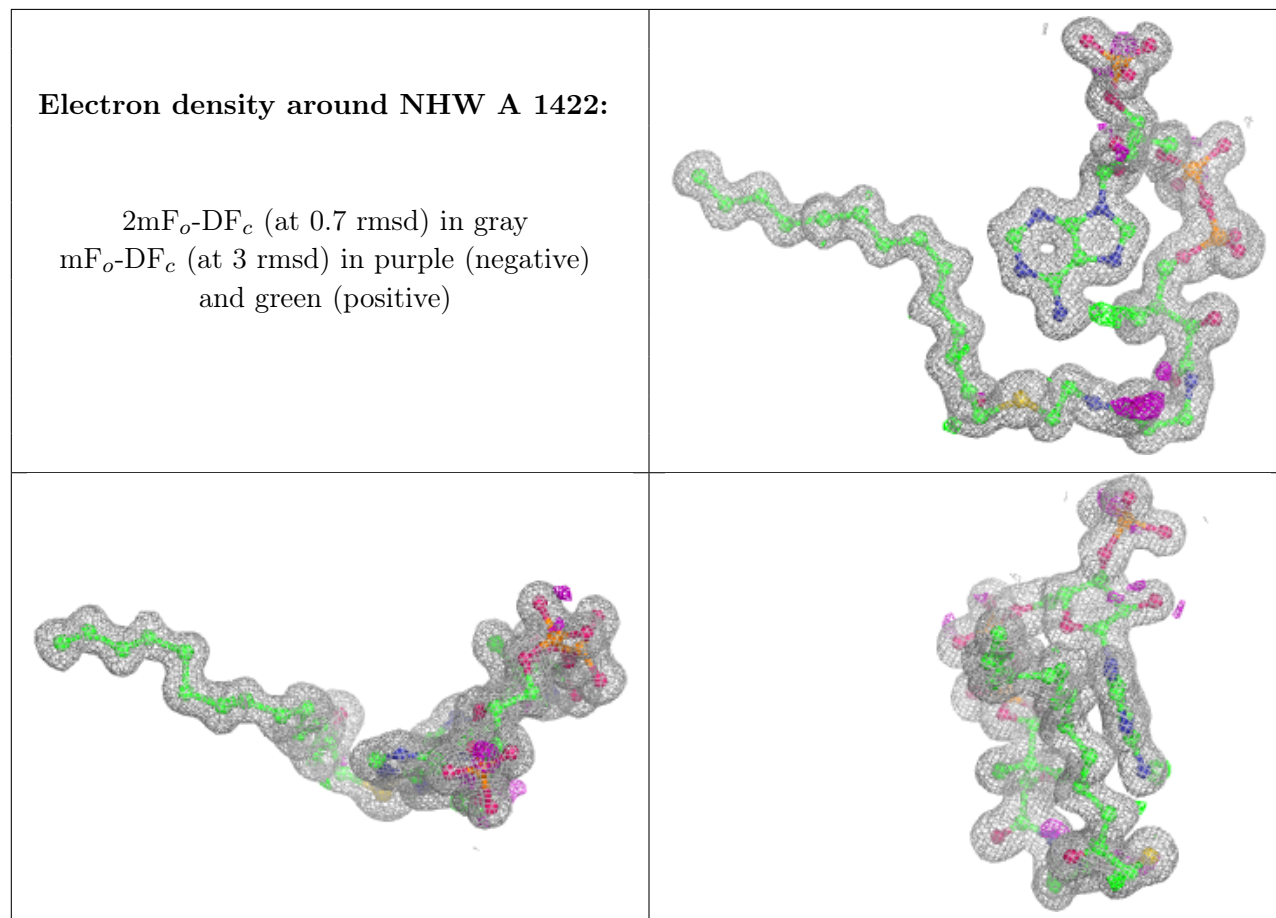 Electron density around NHW A 1422:
2mFo-DFc (at 0.7 rmsd) in gray
mFo-DFc (at 3 rmsd) in purple (negative)
and green (positive)